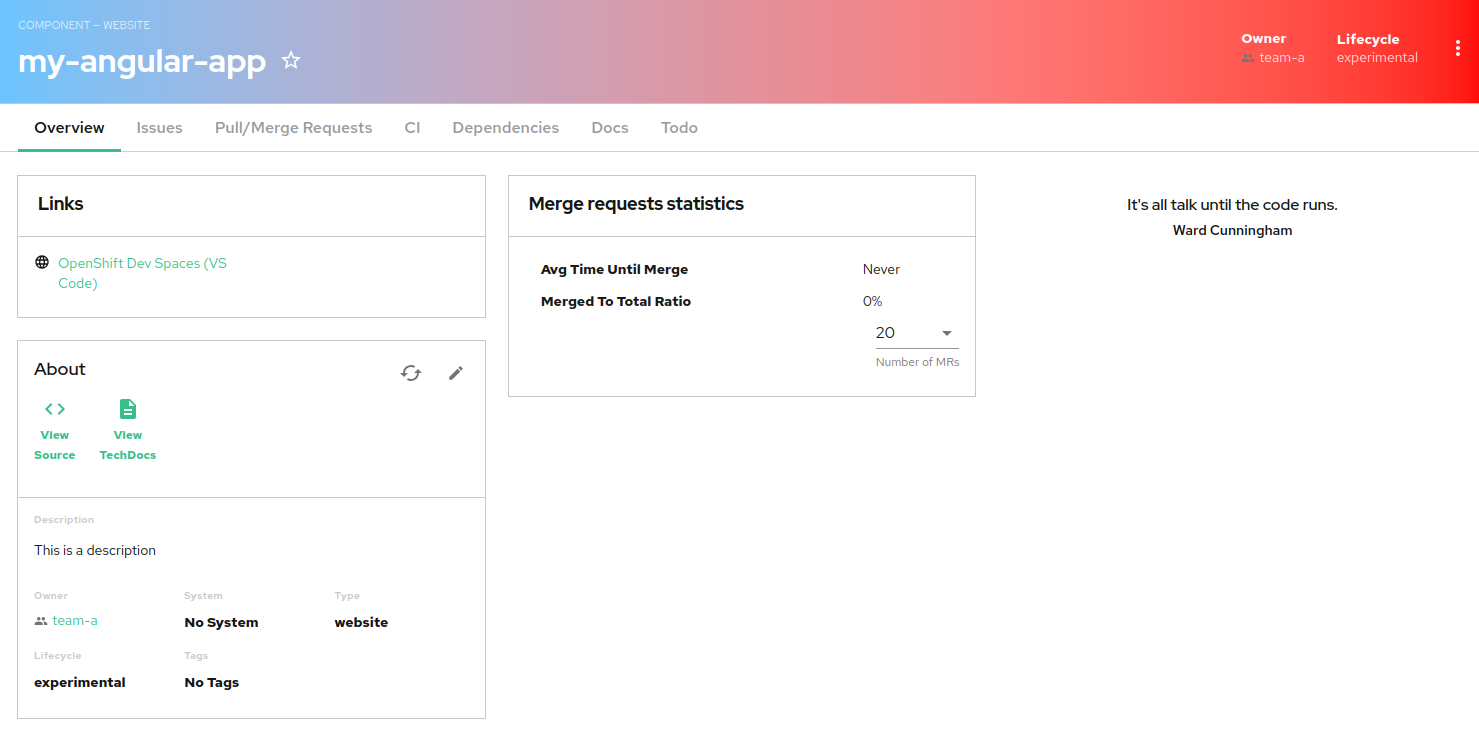 COMPONENT — WEBSITE
my-angular-app
Owner
team-a
Lifecycle
experimental
Overview
Issues
Pull/Merge Requests
CI
Dependencies
Docs
Todo
Links
OpenShift Dev Spaces (VS
Code)
About
View
Source
View
TechDocs
Description
This is a description
Owner
team-a
System
No System
Type
website
Lifecycle
experimental
Tags
No Tags
Merge requests statistics
Avg Time Until Merge
Never
Merged To Total Ratio
0%
20
Number of MRs
It's all talk until the code runs.
Ward Cunningham